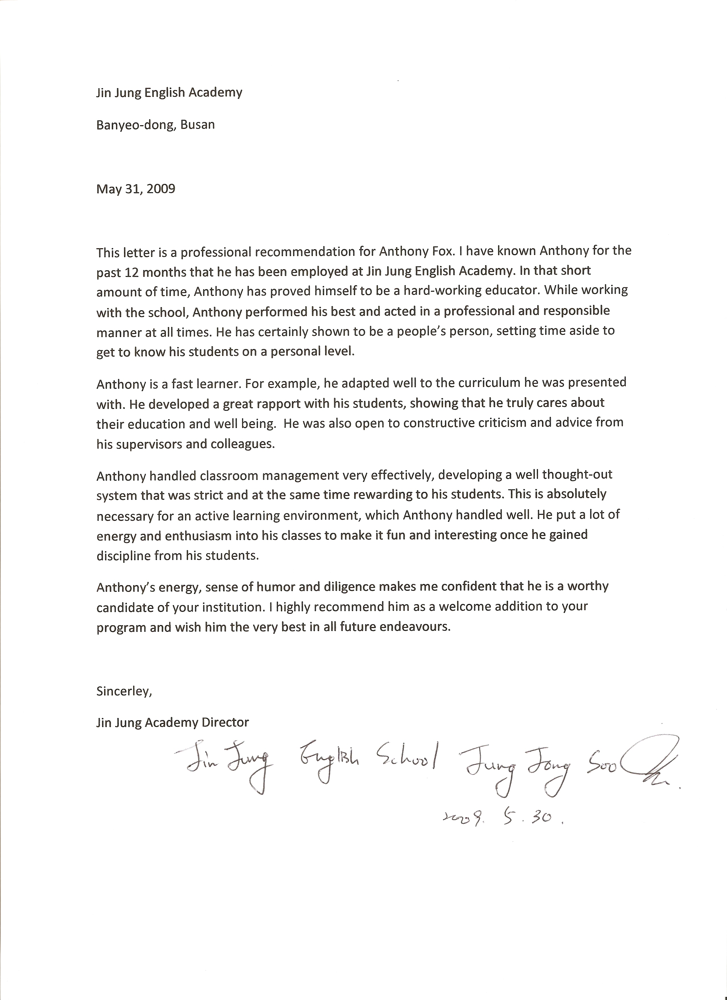 Jin Jung English Academy
Banyeo-dong, Busan
May 31, 2009
This letter is a professional recommendation for Anthony Fox. I have known Anthony for the
past 12 months that he has been employed at Jin Jung English Academy. In that short
amount of time, Anthony has proved himself to be a hard-working educator. While working
with the school, Anthony performed his best and acted in a professional and responsible
manner at all times. He has certainly shown to be a people’s person, setting time aside to
get to know his students on a personal level.
Anthony is a fast learner. For example, he adapted well to the curriculum he was presented
with. He developed a great rapport with his students, showing that he truly cares about
their education and well being.  He was also open to constructive criticism and advice from
his supervisors and colleagues.
Anthony handled classroom management very effectively, developing a well thought-out
system that was strict and at the same time rewarding to his students. This is absolutely
necessary for an active learning environment, which Anthony handled well. He put a lot of
energy and enthusiasm into his classes to make it fun and interesting once he gained
discipline from his students.
Anthony’s energy, sense of humor and diligence makes me confident that he is a worthy
candidate of your institution. I highly recommend him as a welcome addition to your
program and wish him the very best in all future endeavours.
Sincerley,
Jin Jung Academy Director
Jin Jung English School Jung Jong Soo
2009. 5. 30.